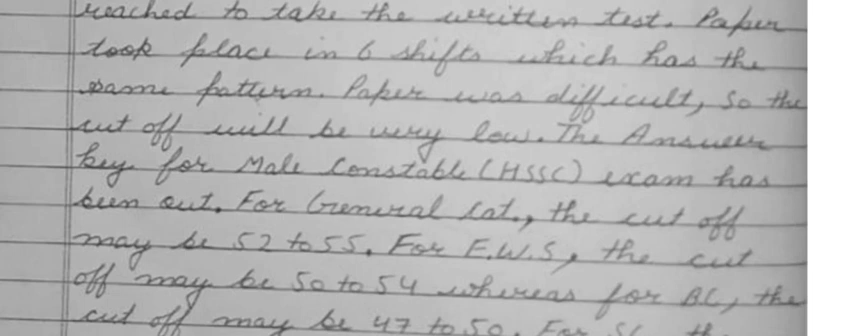 reached to take the written test. Paper
took place in 6 shifts which has the
same pattern. Paper was difficult, so the
cut off will be very low. The Answer
key for Male Constable (HSSC) exam has
been out. For General Cat., the cut off
may be 52 to 55. For E.W.S, the cut
off may be 50 to 54 whereas for BC, the
cut off may be 47 to 50. For SC the